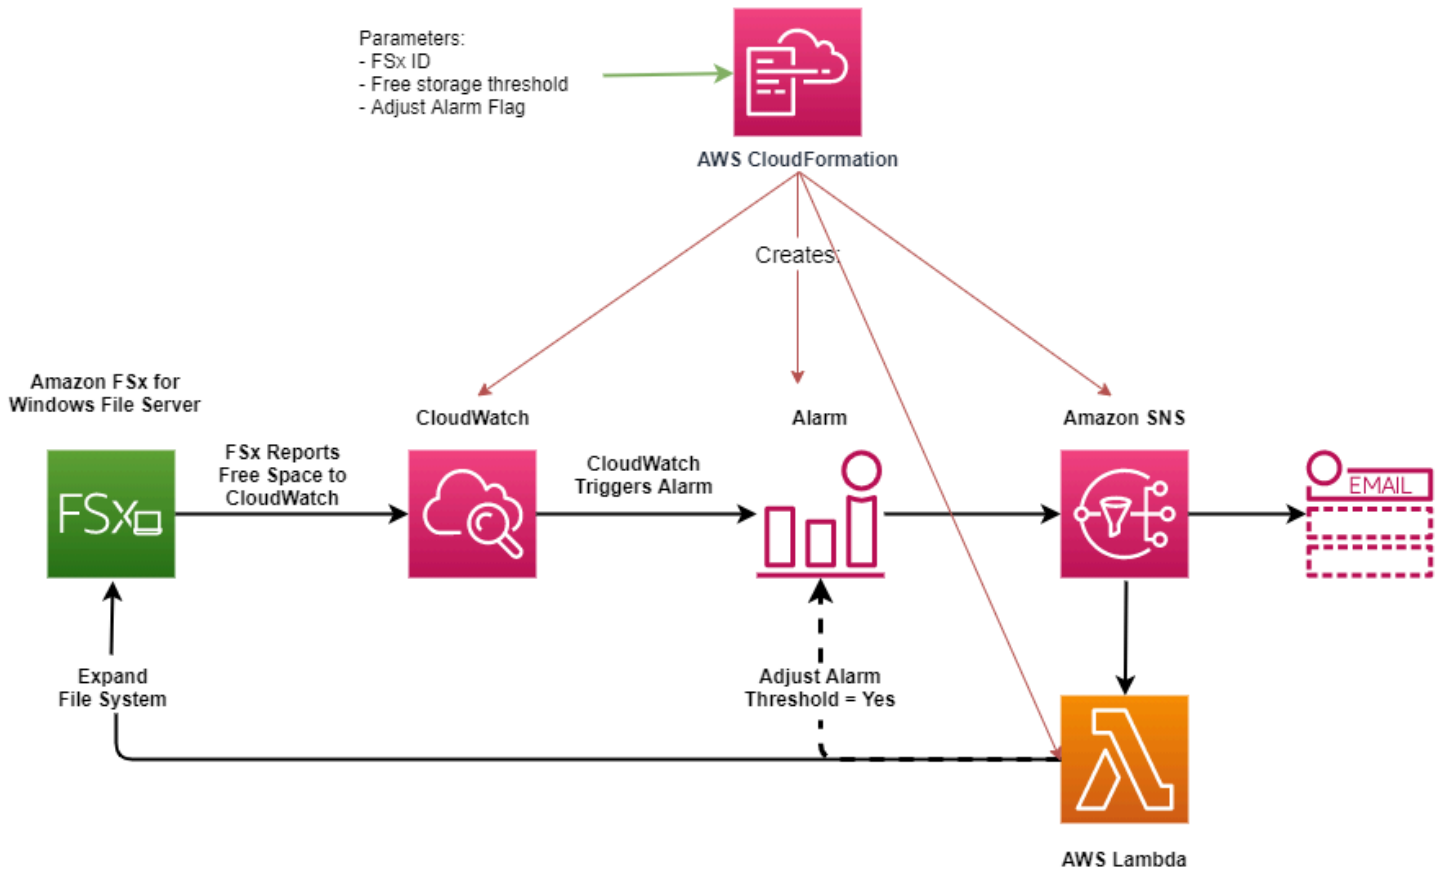 Parameters:
- FSx ID
- Free storage threshold
- Adjust Alarm Flag
AWS CloudFormation
Creates:
Amazon FSx for
Windows File Server
CloudWatch
Alarm
Amazon SNS
FSx
FSx Reports
Free Space to
CloudWatch
CloudWatch
Triggers Alarm
EMAIL
Expand
File System
Adjust Alarm
Threshold = Yes
AWS Lambda